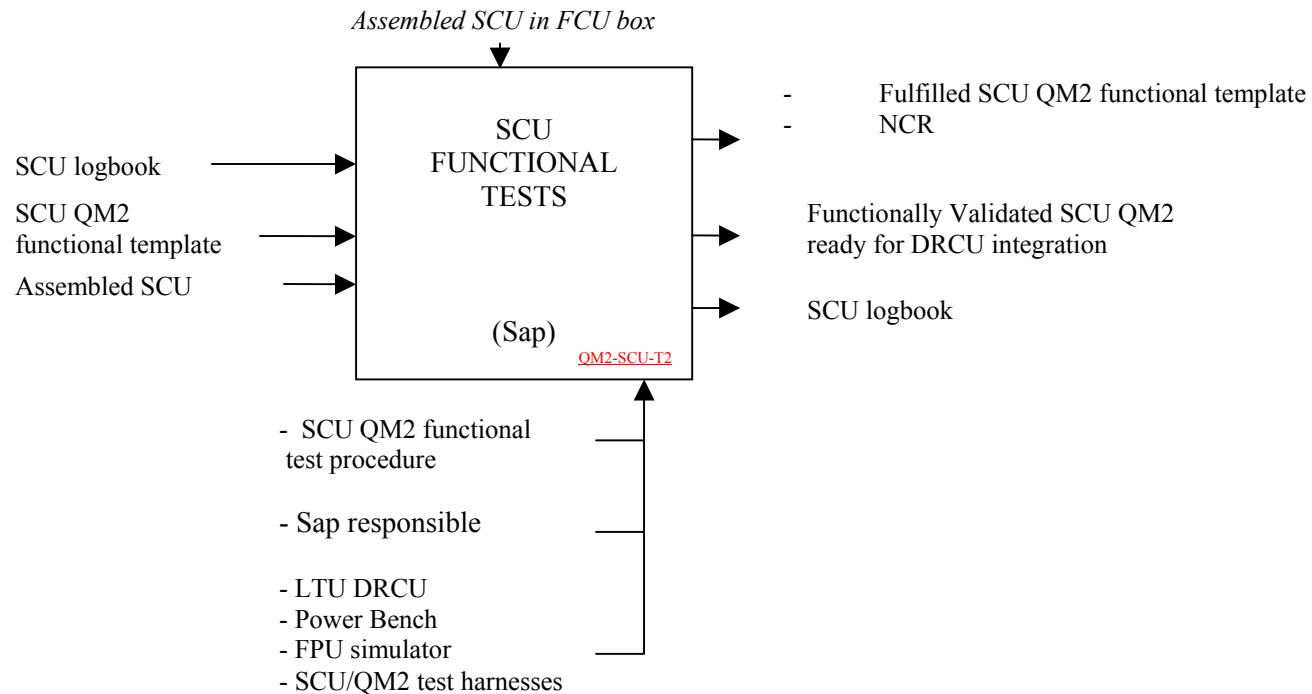 Assembled SCU in FCU box
SCU
FUNCTIONAL
TESTS
(Sap)
QM2-SCU-T2
SCU logbook
SCU QM2
functional template
Assembled SCU
- Fulfilled SCU QM2 functional template
- NCR
Functionally Validated SCU QM2
ready for DRCU integration
SCU logbook
- SCU QM2 functional
test procedure
- Sap responsible
- LTU DRCU
- Power Bench
- FPU simulator
- SCU/QM2 test harnesses